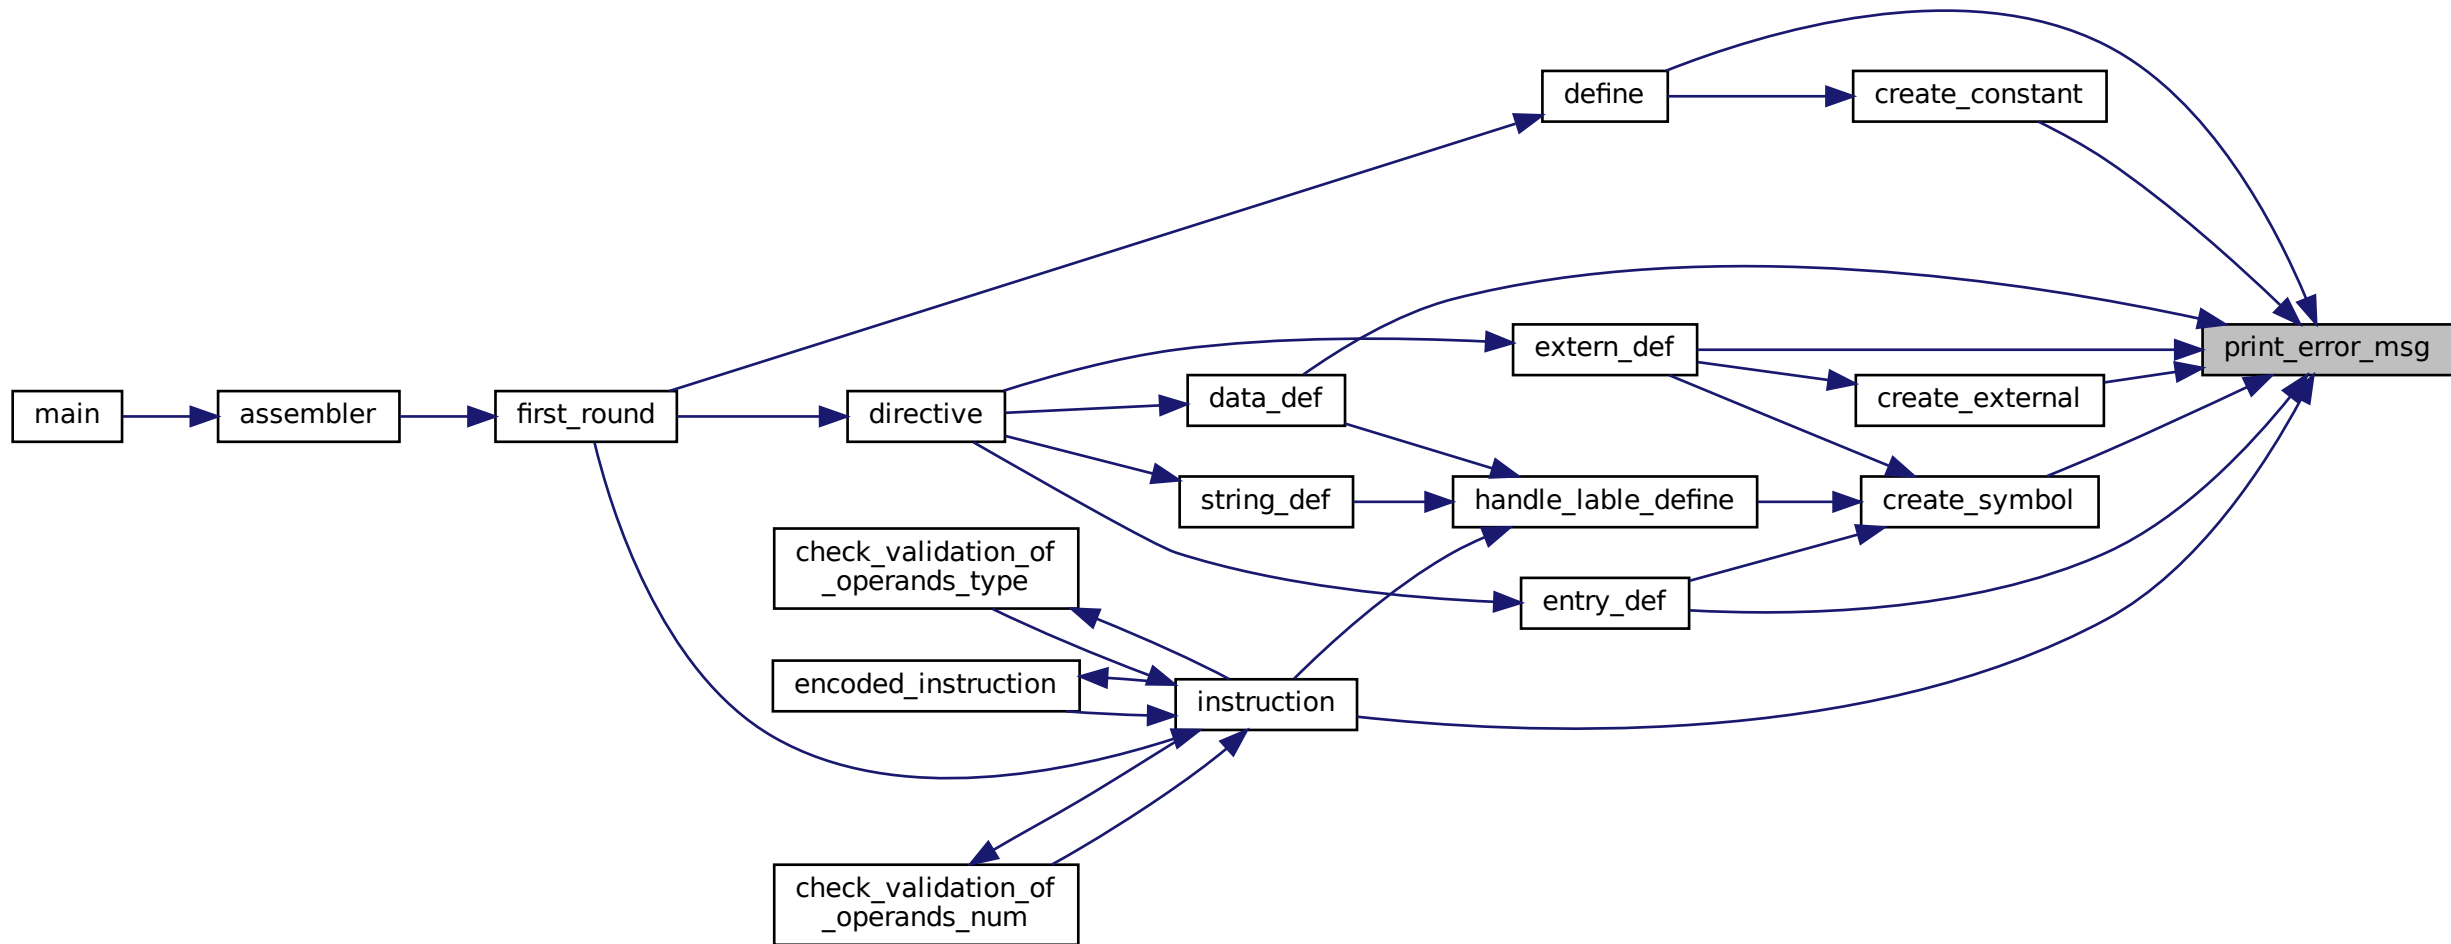 define
create_constant
extern_def
print_error_msg
main
assembler
first_round
directive
data_def
create_external
string_def
handle_lable_define
create_symbol
check_validation_of
_operands_type
entry_def
encoded_instruction
instruction
check_validation_of
_operands_num